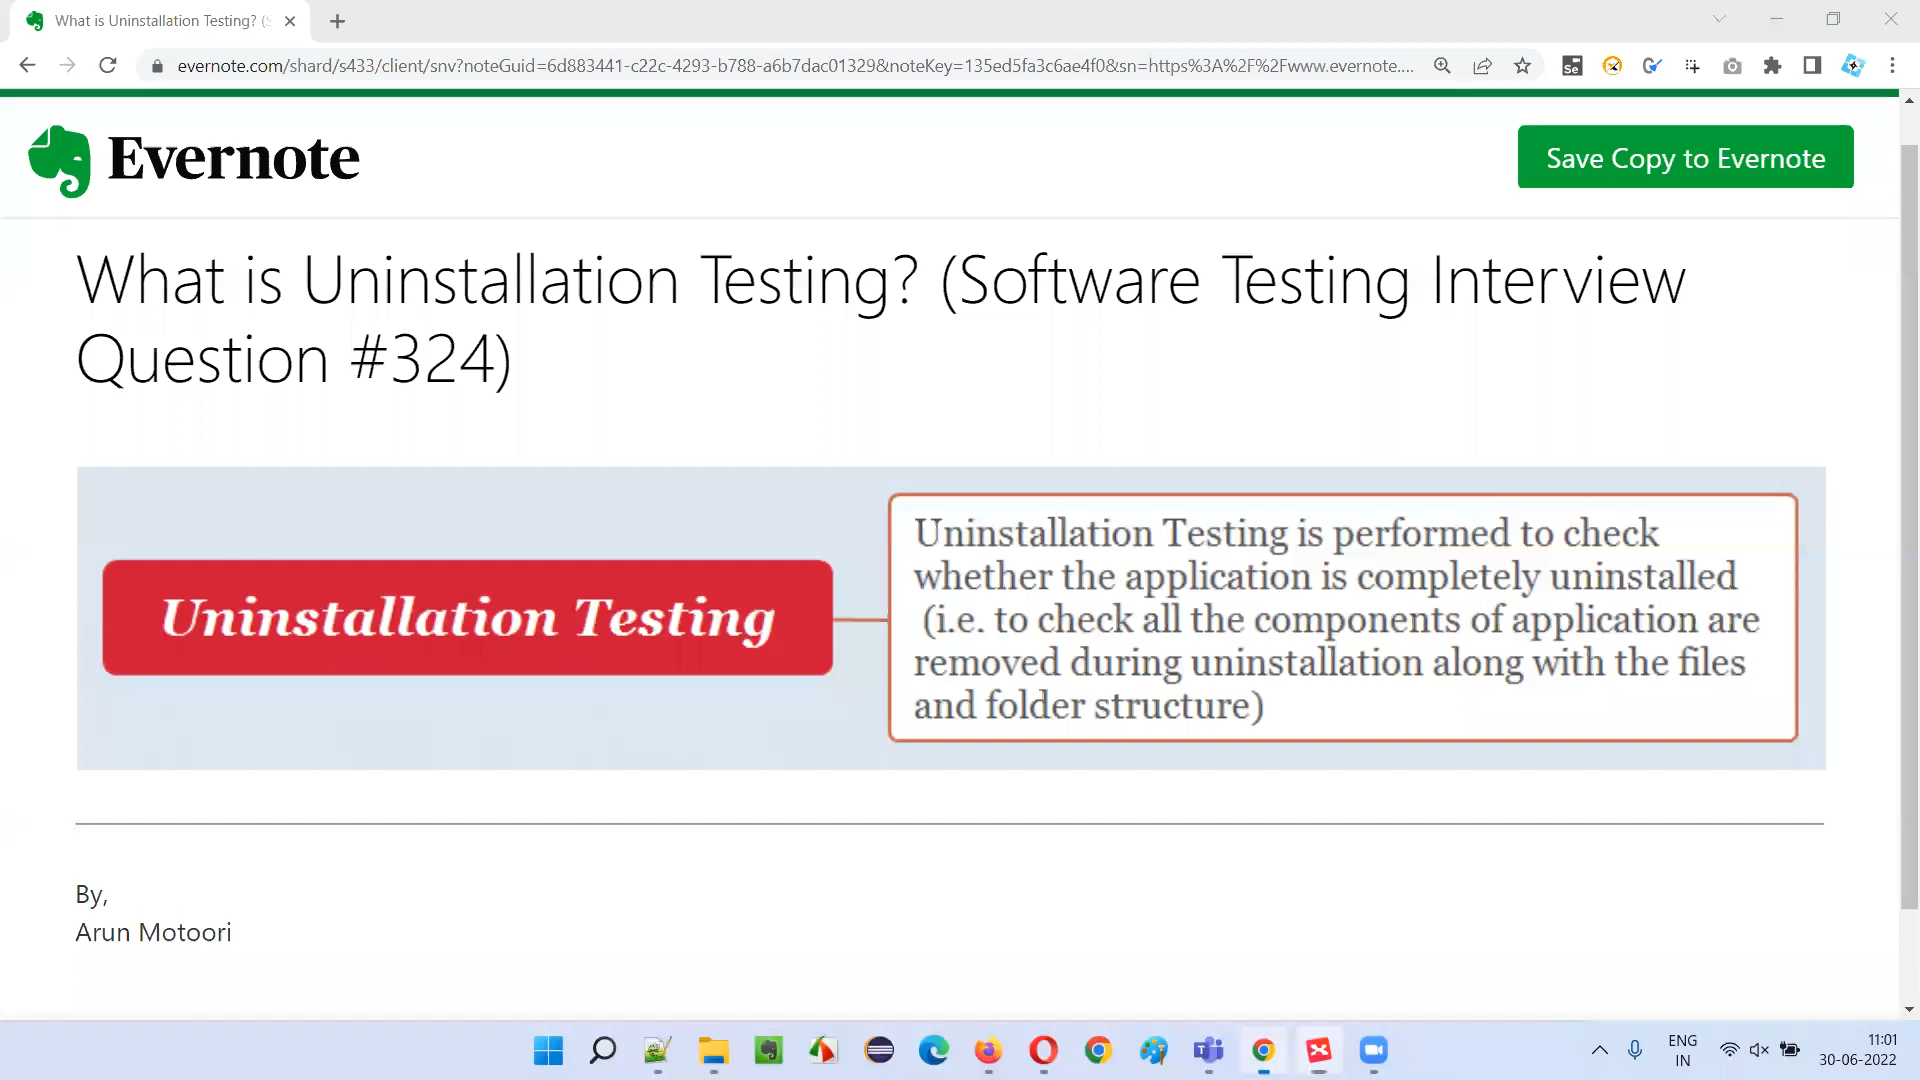 What is Uninstallation Testing? (S
evernote.com/shard/s433/client/snv?noteGuid=6d883441-c22c-4293-b788-a6b7dac01329&noteKey=135ed5fa3c6ae4f0&sn=https%3A%2F%2Fwww.evernote....
Se
Evernote
Save Copy to Evernote
What is Uninstallation Testing? (Software Testing Interview
Question #324)
Uninstallation Testing
Uninstallation Testing is performed to check
whether the application is completely uninstalled
(i.e. to check all the components of application are
removed during uninstallation along with the files
and folder structure)
By,
Arun Motoori
ENG
IN
11:01
30-06-2022